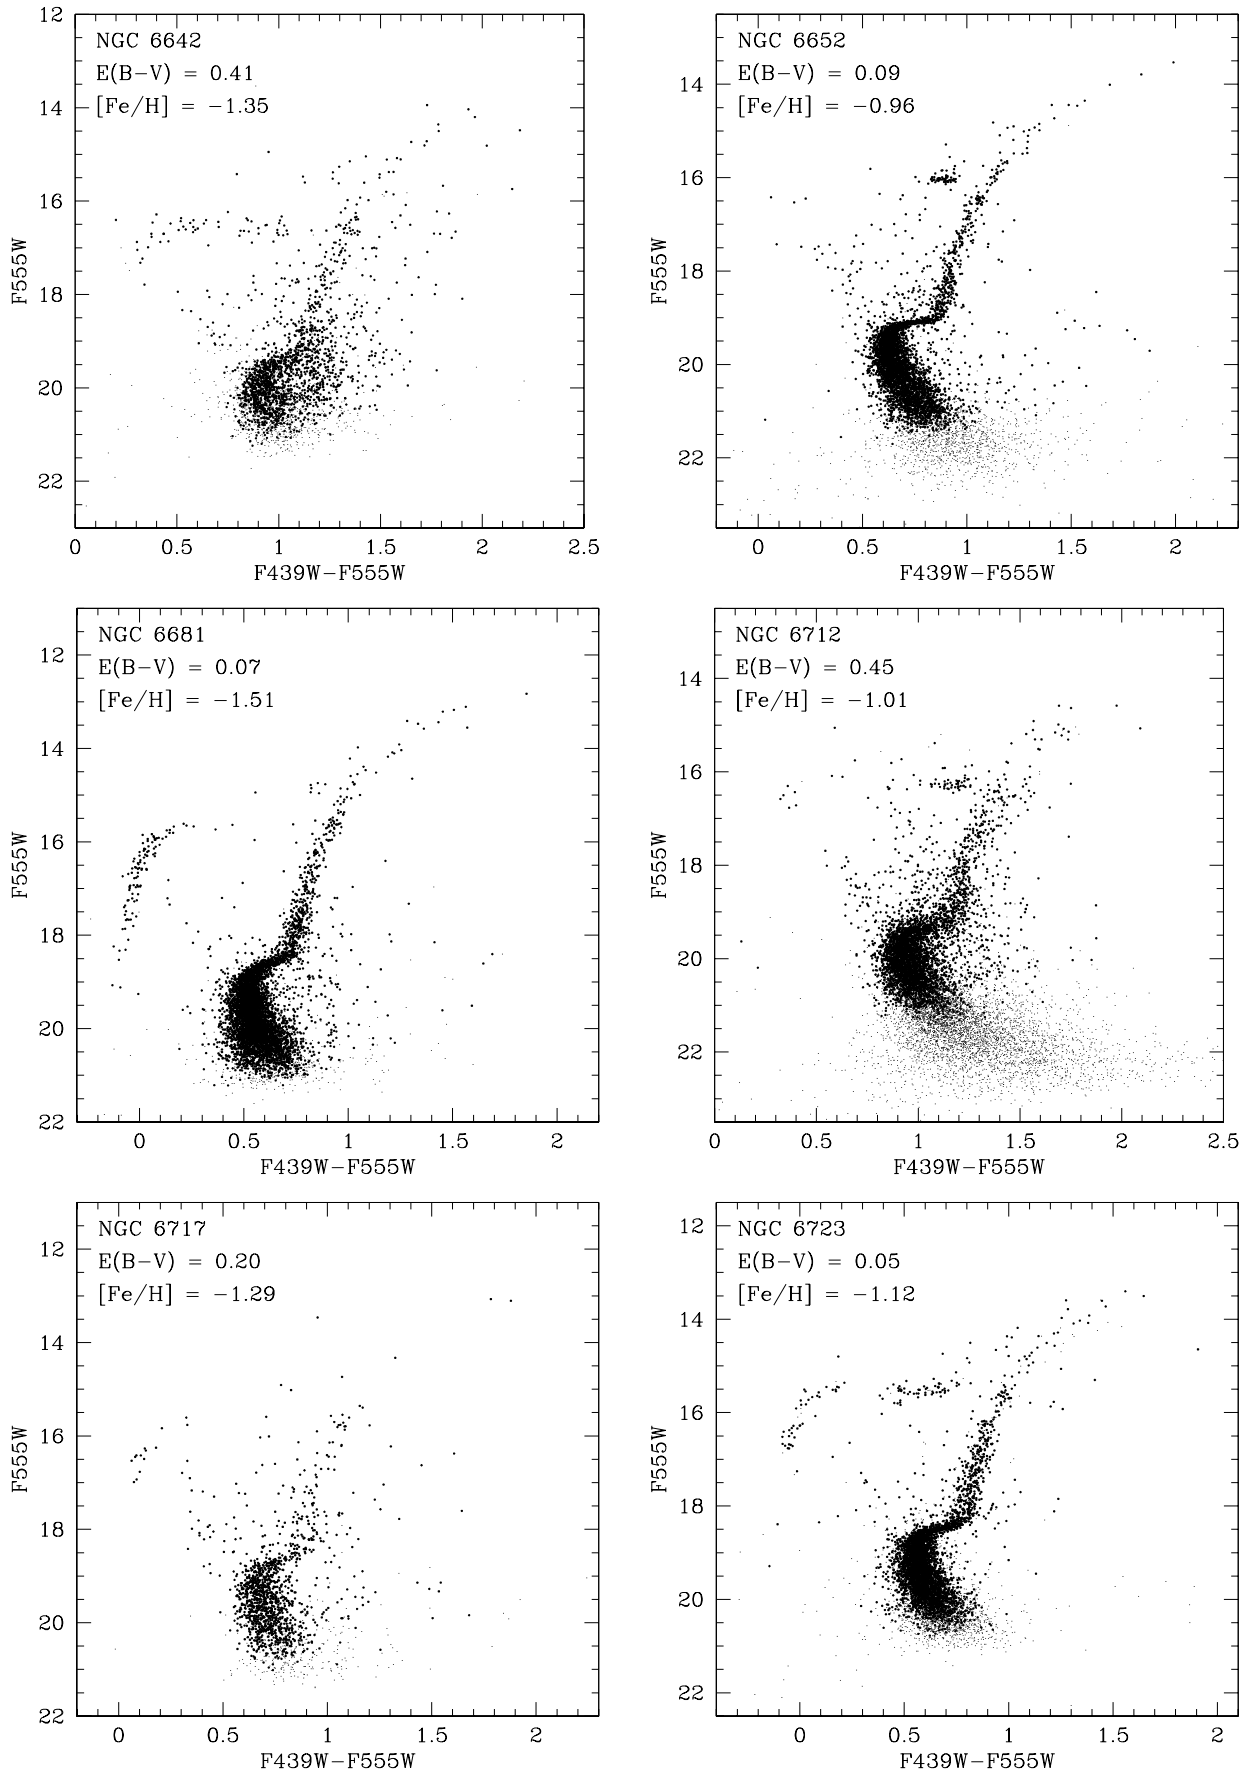 12
14
16
18
20
22
F555W
NGC 6642
E(B−V) = 0.41
[Fe/H] = −1.35
0 0.5 1 1.5 2 2.5
F439W−F555W
14
16
18
20
22
F555W
NGC 6652
E(B−V) = 0.09
[Fe/H] = −0.96
0 0.5 1 1.5 2
F439W−F555W
12
14
16
18
20
22
F555W
NGC 6681
E(B−V) = 0.07
[Fe/H] = −1.51
0 0.5 1 1.5 2
F439W−F555W
14
16
18
20
22
F555W
NGC 6712
E(B−V) = 0.45
[Fe/H] = −1.01
0 0.5 1 1.5 2 2.5
F439W−F555W
12
14
16
18
20
22
F555W
NGC 6717
E(B−V) = 0.20
[Fe/H] = −1.29
0 0.5 1 1.5 2
F439W−F555W
12
14
16
18
20
22
F555W
NGC 6723
E(B−V) = 0.05
[Fe/H] = −1.12
0 0.5 1 1.5 2
F439W−F555W